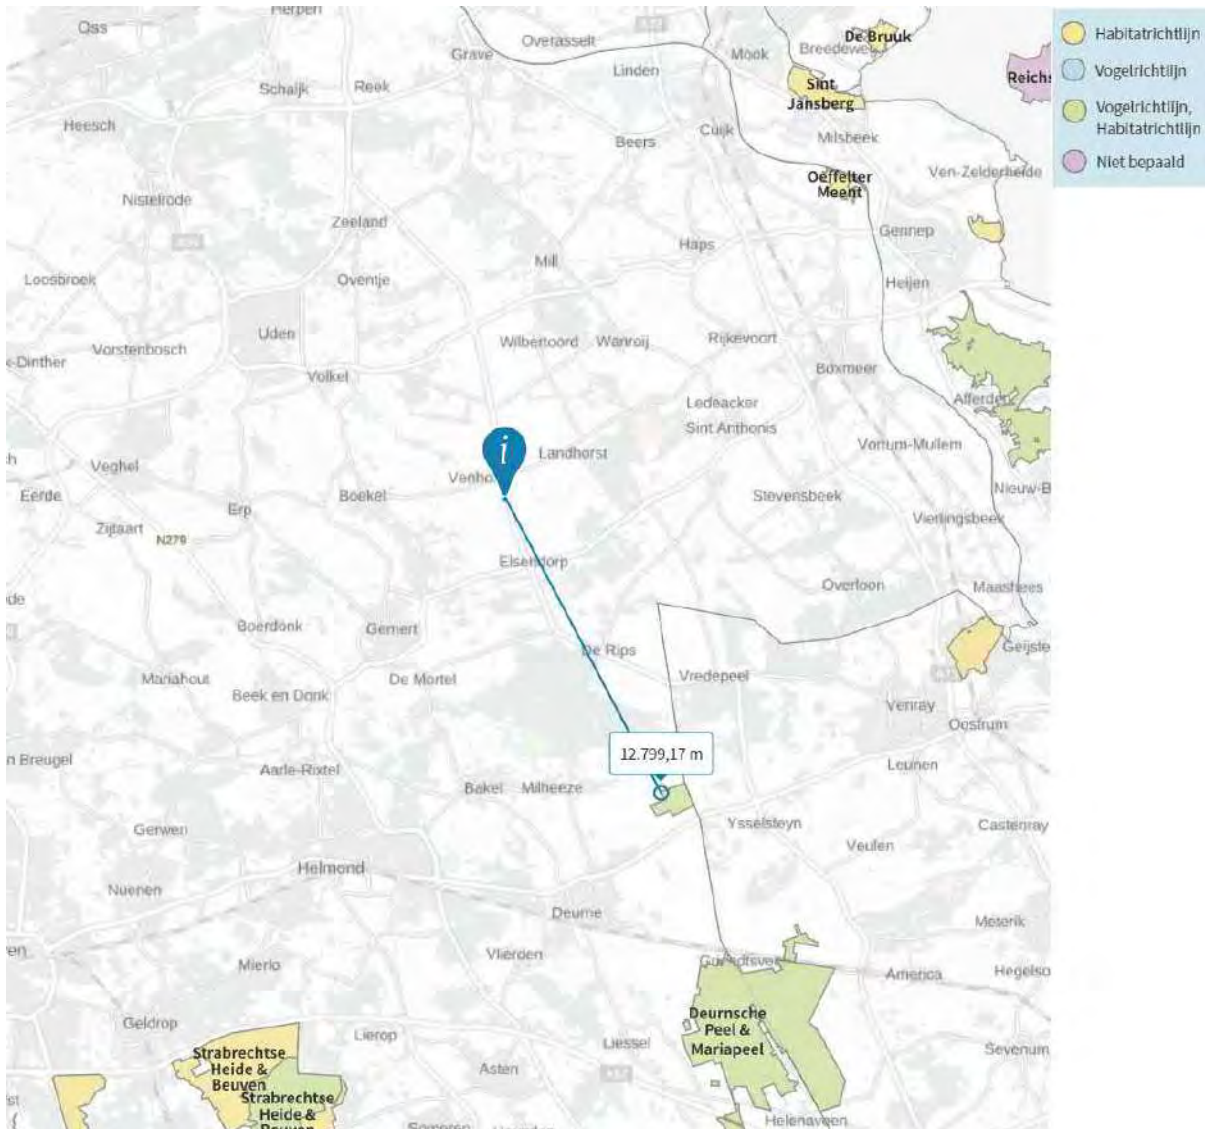 Oss
Herpen
Overasselt
De Bruuk
Habitatrichtlijn
Grave
Mook
Linden
Vogelrichtlijn
Schaijk
Reek
Sint
Jansberg
Vogelrichtlijn,
Habitatrichtlijn
Heesch
Cuijk
Beers
Milsbeek
Niet bepaald
Oeffelter
Meent
Ven-Zelderheide
Nistelrode
Zeeland
Gennep
Haps
Mill
Loosbroek
Oventje
Heijen
Uden
Wanroij
Rijkevoort
Vorstenbosch
Boxmeer
Volkel
Ledeacker
Sint Anthonis
i
Landhorst
Vortum-Mullem
Veghel
Eerde
Boekel
Stevensbeek
Erp
Vierlingsbeek
Zijtaart
N279
Elsendorp
Overloon
Maashees
Boerdonk
Gemert
De Rips
Mariahout
De Mortel
Vredepeel
Beek en Donk
Venray
Oostrum
12.799,17 m
Aarle-Rixtel
Leunen
Bakel
Milheeze
Ysselsteyn
Castenray
Gerwen
Veulen
Helmond
Nuenen
Deurne
Meterik
Vlierden
Mierlo
America
Deurnsche
Peel &
Mariapeel
Geldrop
Lierop
Liessel
Sevenum
Strabrechtse
Heide &
Beuven
Asten
Strabrechtse
Heide &
Helenaveen